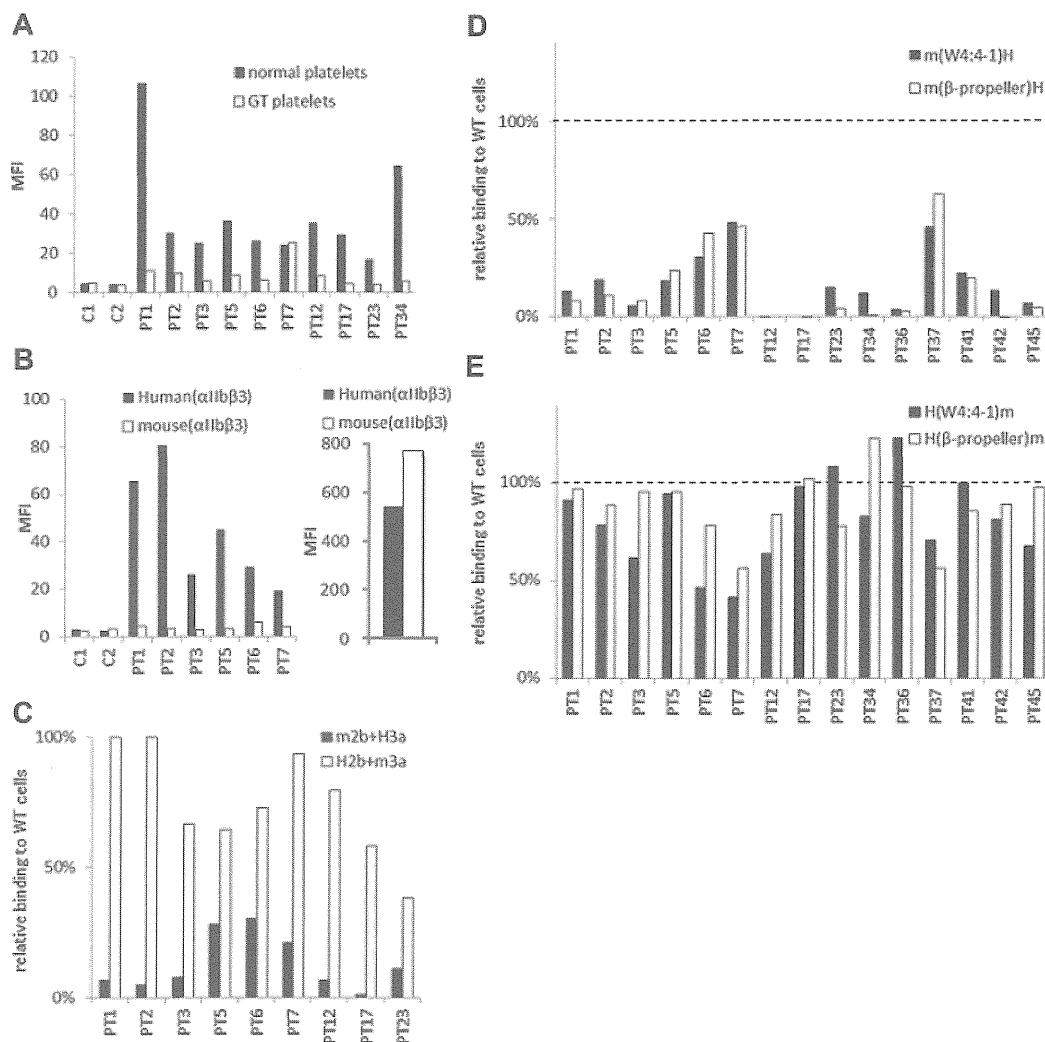 A
120
100
80
60
40
20
0
MFI
normal platelets
GT platelets
C1 C2 PT1 PT2 PT3 PT5 PT6 PT7 PT12 PT17 PT23 PT34
B
100
80
60
40
20
0
MFI
Human(αIIbβ3)
mouse(αIIbβ3)
C1 C2 PT1 PT2 PT3 PT5 PT6 PT7
Human(αIIbβ3)
mouse(αIIbβ3)
800
600
400
200
0
MFI
C
100%
50%
0%
relative binding to WT cells
m2b+H3a
H2b+m3a
PT1 PT2 PT3 PT5 PT6 PT7 PT12 PT17 PT23
D
m(W4:4-1)H
m(β-propeller)H
100%
50%
0%
relative binding to WT cells
PT1 PT2 PT3 PT5 PT6 PT7 PT12 PT17 PT23 PT34 PT36 PT37 PT41 PT42 PT45
E
H(W4:4-1)m
H(β-propeller)m
100%
50%
0%
relative binding to WT cells
PT1 PT2 PT3 PT5 PT6 PT7 PT12 PT17 PT23 PT34 PT36 PT37 PT41 PT42 PT45